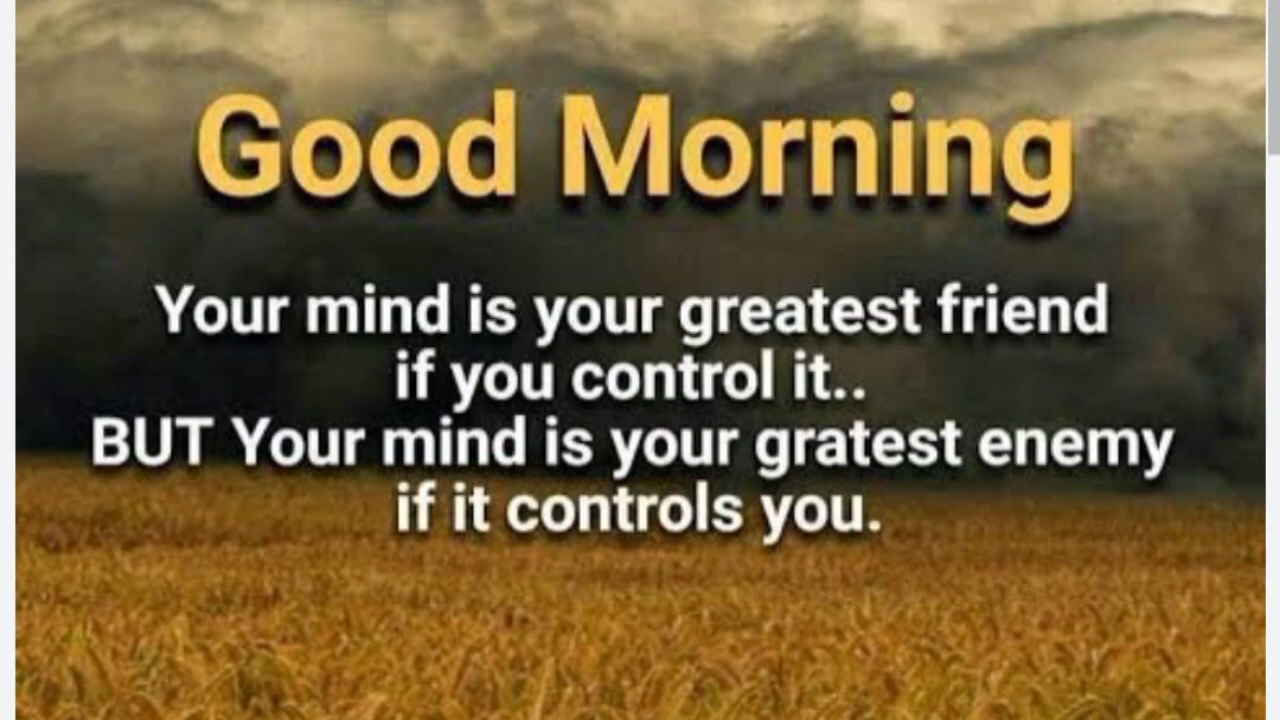 Good Morning
Your mind is your greatest friend
if you control it..
BUT Your mind is your gratest enemy
if it controls you.